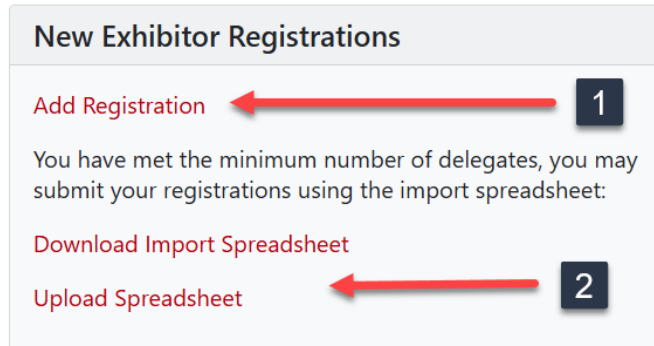 New Exhibitor Registrations
Add Registration
1
You have met the minimum number of delegates, you may
submit your registrations using the import spreadsheet:
Download Import Spreadsheet
Upload Spreadsheet
2